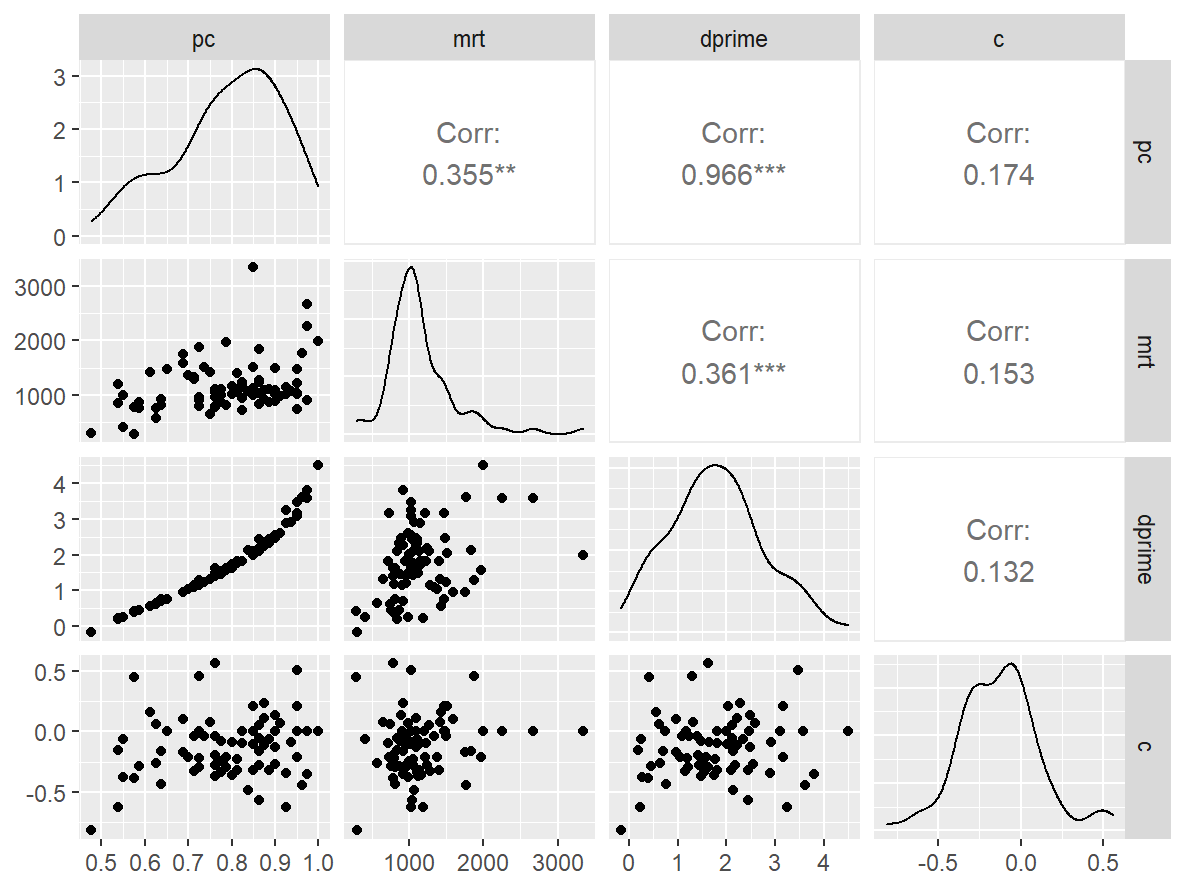 pc mrt dprime c
3
2
1
0
Corr:
0.355**
Corr:
0.966***
Corr:
0.174
pc
3000
2000
1000
Corr:
0.361***
Corr:
0.153
mrt
4
3
2
1
0
Corr:
0.132
dprime
0.5
0.0
-0.5
c
0.5 0.6 0.7 0.8 0.9 1.0 1000 2000 3000 0 1 2 3 4 -0.5 0.0 0.5